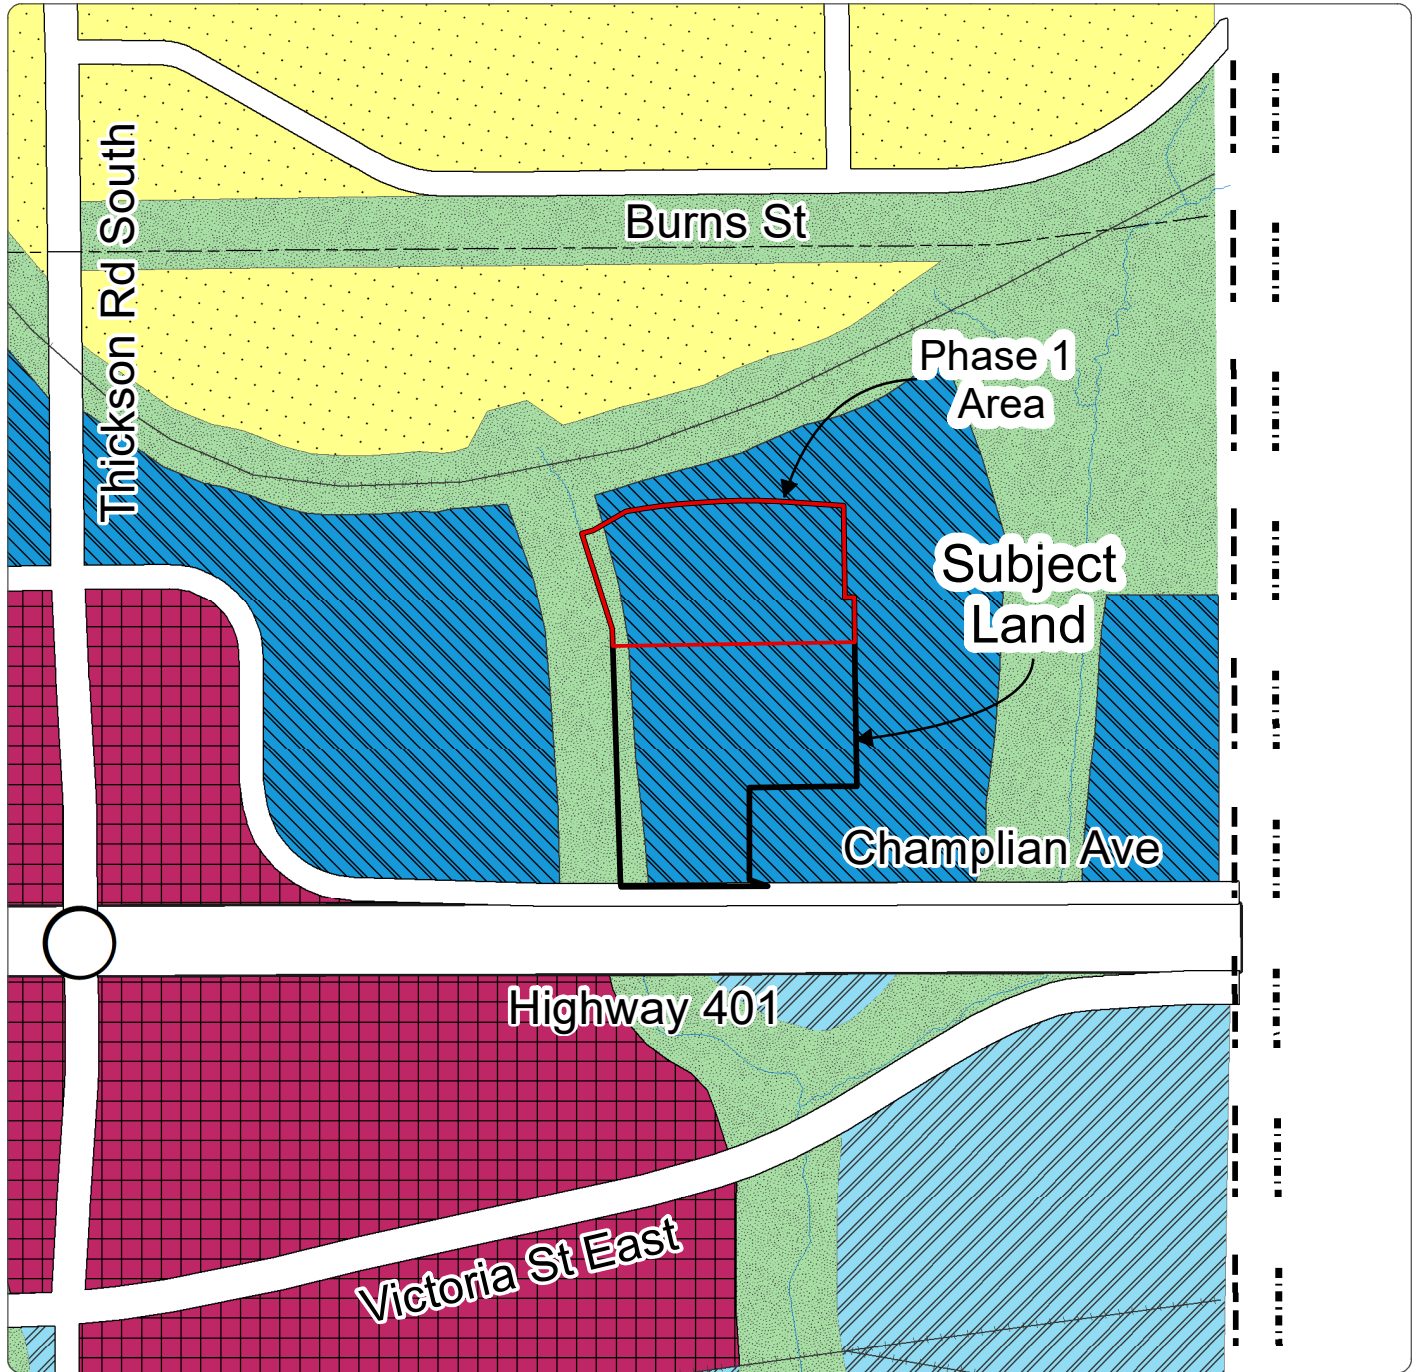 Thickson Rd South
Burns St
Phase 1
Area
Subject
Land
Champlian Ave
Highway 401
Victoria St East